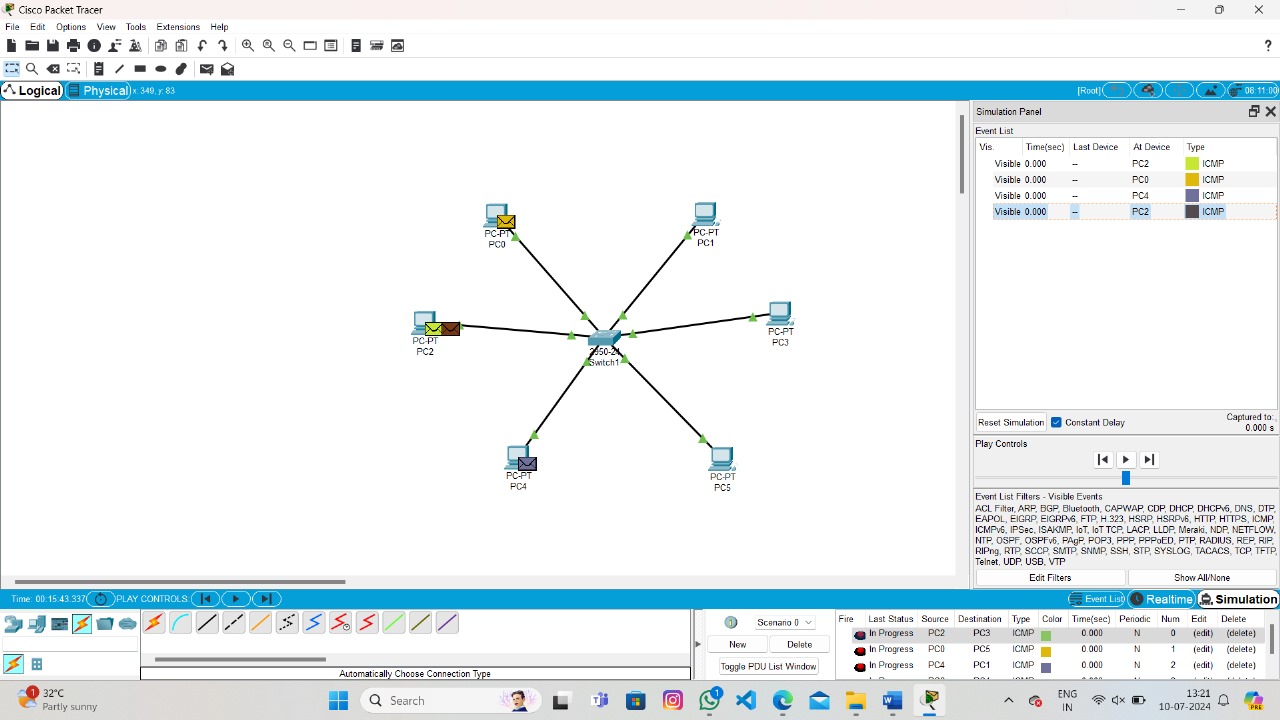 Cisco Packet Tracer
File Edit Options View Tools Extensions Help
?
Logical Physical x: 349, y: 83 [Root] 08:11:00
Simulation Panel
Event List
Vis. Time(sec) Last Device At Device Type
Visible 0.000 -- PC2 ICMP
Visible 0.000 -- PC0 ICMP
Visible 0.000 -- PC4 ICMP
Visible 0.000 -- PC2 ICMP
PC-PT
PC0
PC-PT
PC1
PC-PT
PC2
PC-PT
PC3
2950-24
Switch1
PC-PT
PC4
PC-PT
PC5
Reset Simulation Constant Delay Captured to:
0.000 s
Play Controls
Event List Filters - Visible Events
ACL Filter, ARP, BGP, Bluetooth, CAPWAP, CDP, DHCP, DHCPv6, DNS, DTP,
EAPOL, EIGRP, EIGRPv6, FTP, H.323, HSRP, HSRPv6, HTTP, HTTPS, ICMP,
ICMPv6, IPSec, ISAKMP, IoT, IoT TCP, LACP, LLDP, Meraki, NDP, NETFLOW,
NTP, OSPF, OSPFv6, PAgP, POP3, PPP, PPPoED, PTP, RADIUS, REP, RIP,
RIPng, RTP, SCCP, SMTP, SNMP, SSH, STP, SYSLOG, TACACS, TCP, TFTP,
Telnet, UDP, USB, VTP
Edit Filters Show All/None
Time: 00:15:43.337 PLAY CONTROLS: Event List Realtime Simulation
Automatically Choose Connection Type
Scenario 0
New Delete
Toggle PDU List Window
Fire Last Status Source Destination Type Color Time(sec) Periodic Num Edit Delete
In Progress PC2 PC3 ICMP 0.000 N 0 (edit) (delete)
In Progress PC0 PC5 ICMP 0.000 N 1 (edit) (delete)
In Progress PC4 PC1 ICMP 0.000 N 2 (edit) (delete)
1
32°C
Partly sunny
Search
1
ENG
IN
13:21
10-07-2024
PRE